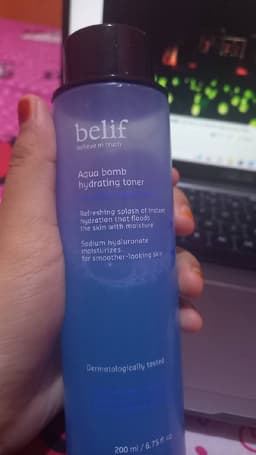 belif
believe in truth
Aqua bomb
hydrating toner
Refreshing splash of instant
hydration that floods
the skin with moisture
Sodium hyaluronate
moisturizes
for smoother-looking skin
Dermatologically tested
200 ml / 6.75 fl oz